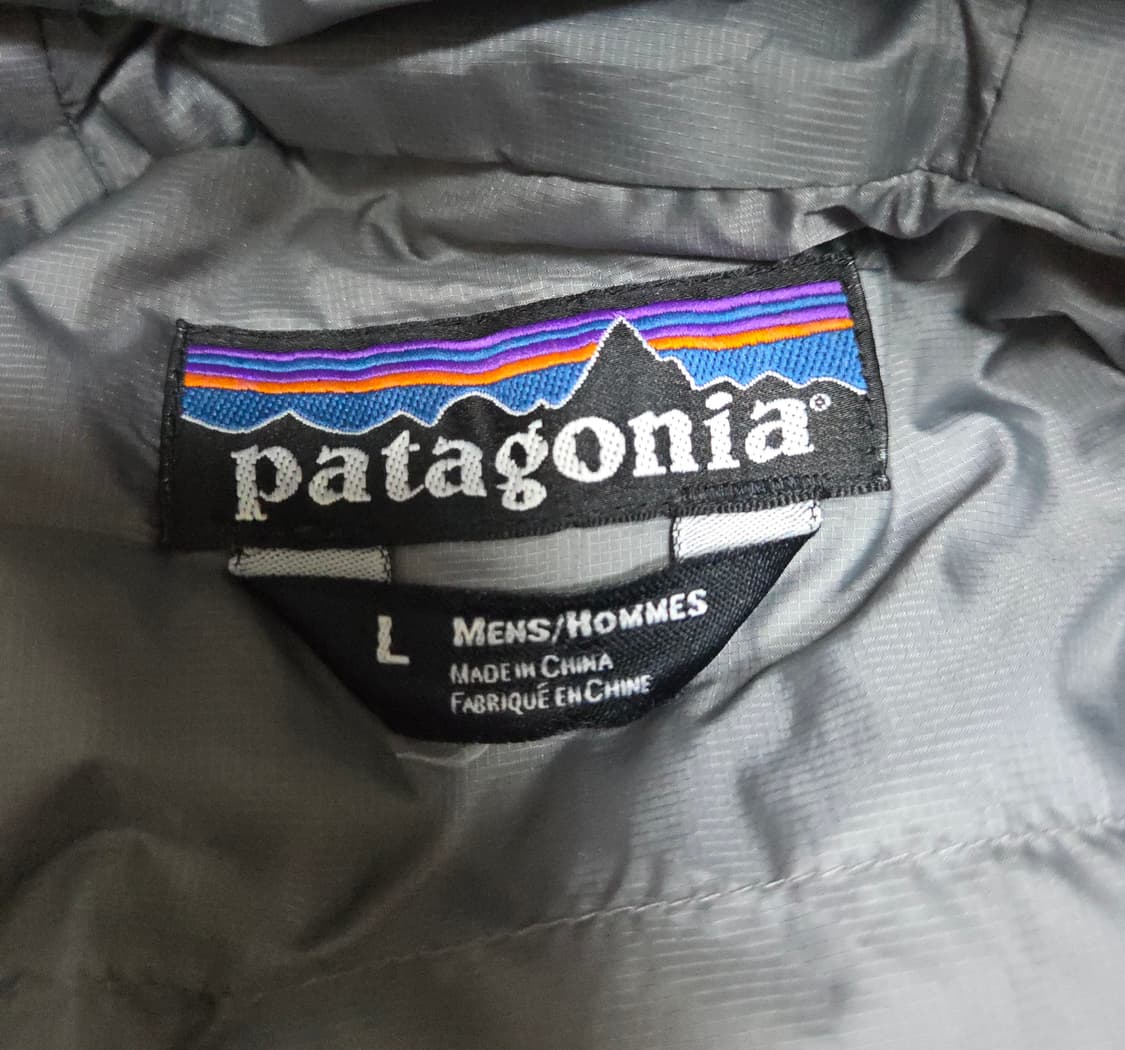 patagonia®
L MENS/HOMMES
MADE IN CHINA
FABRIQUÉ EN CHINE